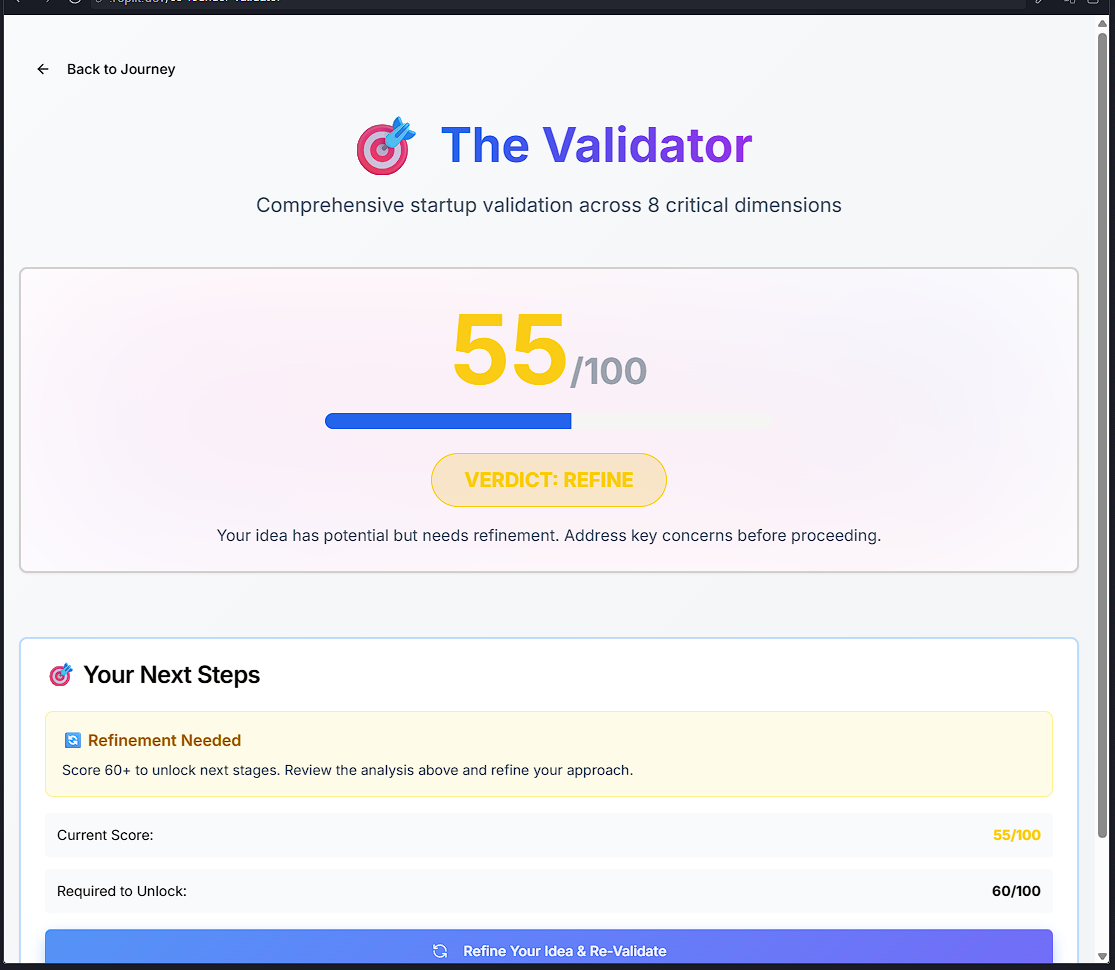 Back to Journey
The Validator
Comprehensive startup validation across 8 critical dimensions
55/100
VERDICT: REFINE
Your idea has potential but needs refinement. Address key concerns before proceeding.
Your Next Steps
Refinement Needed
Score 60+ to unlock next stages. Review the analysis above and refine your approach.
Current Score: 55/100
Required to Unlock: 60/100
Refine Your Idea & Re-Validate